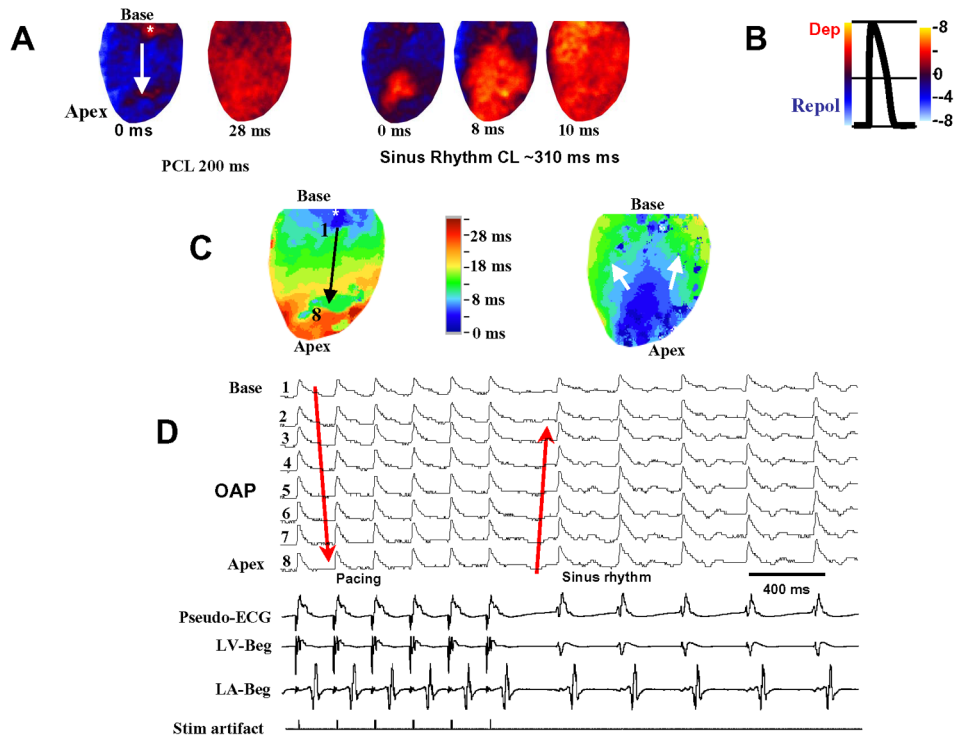 A
Base
*
Apex
0 ms
28 ms
PCL 200 ms
0 ms
8 ms
10 ms
Sinus Rhythm CL ~310 ms ms
B
Dep
Repol
8
4
0
-4
-8
C
Base
*
1
8
Apex
28 ms
18 ms
8 ms
0 ms
Base
*
Apex
D
OAP
Base 1
2
3
4
5
6
7
Apex 8
Pacing
Sinus rhythm
400 ms
Pseudo-ECG
LV-Beg
LA-Beg
Stim artifact